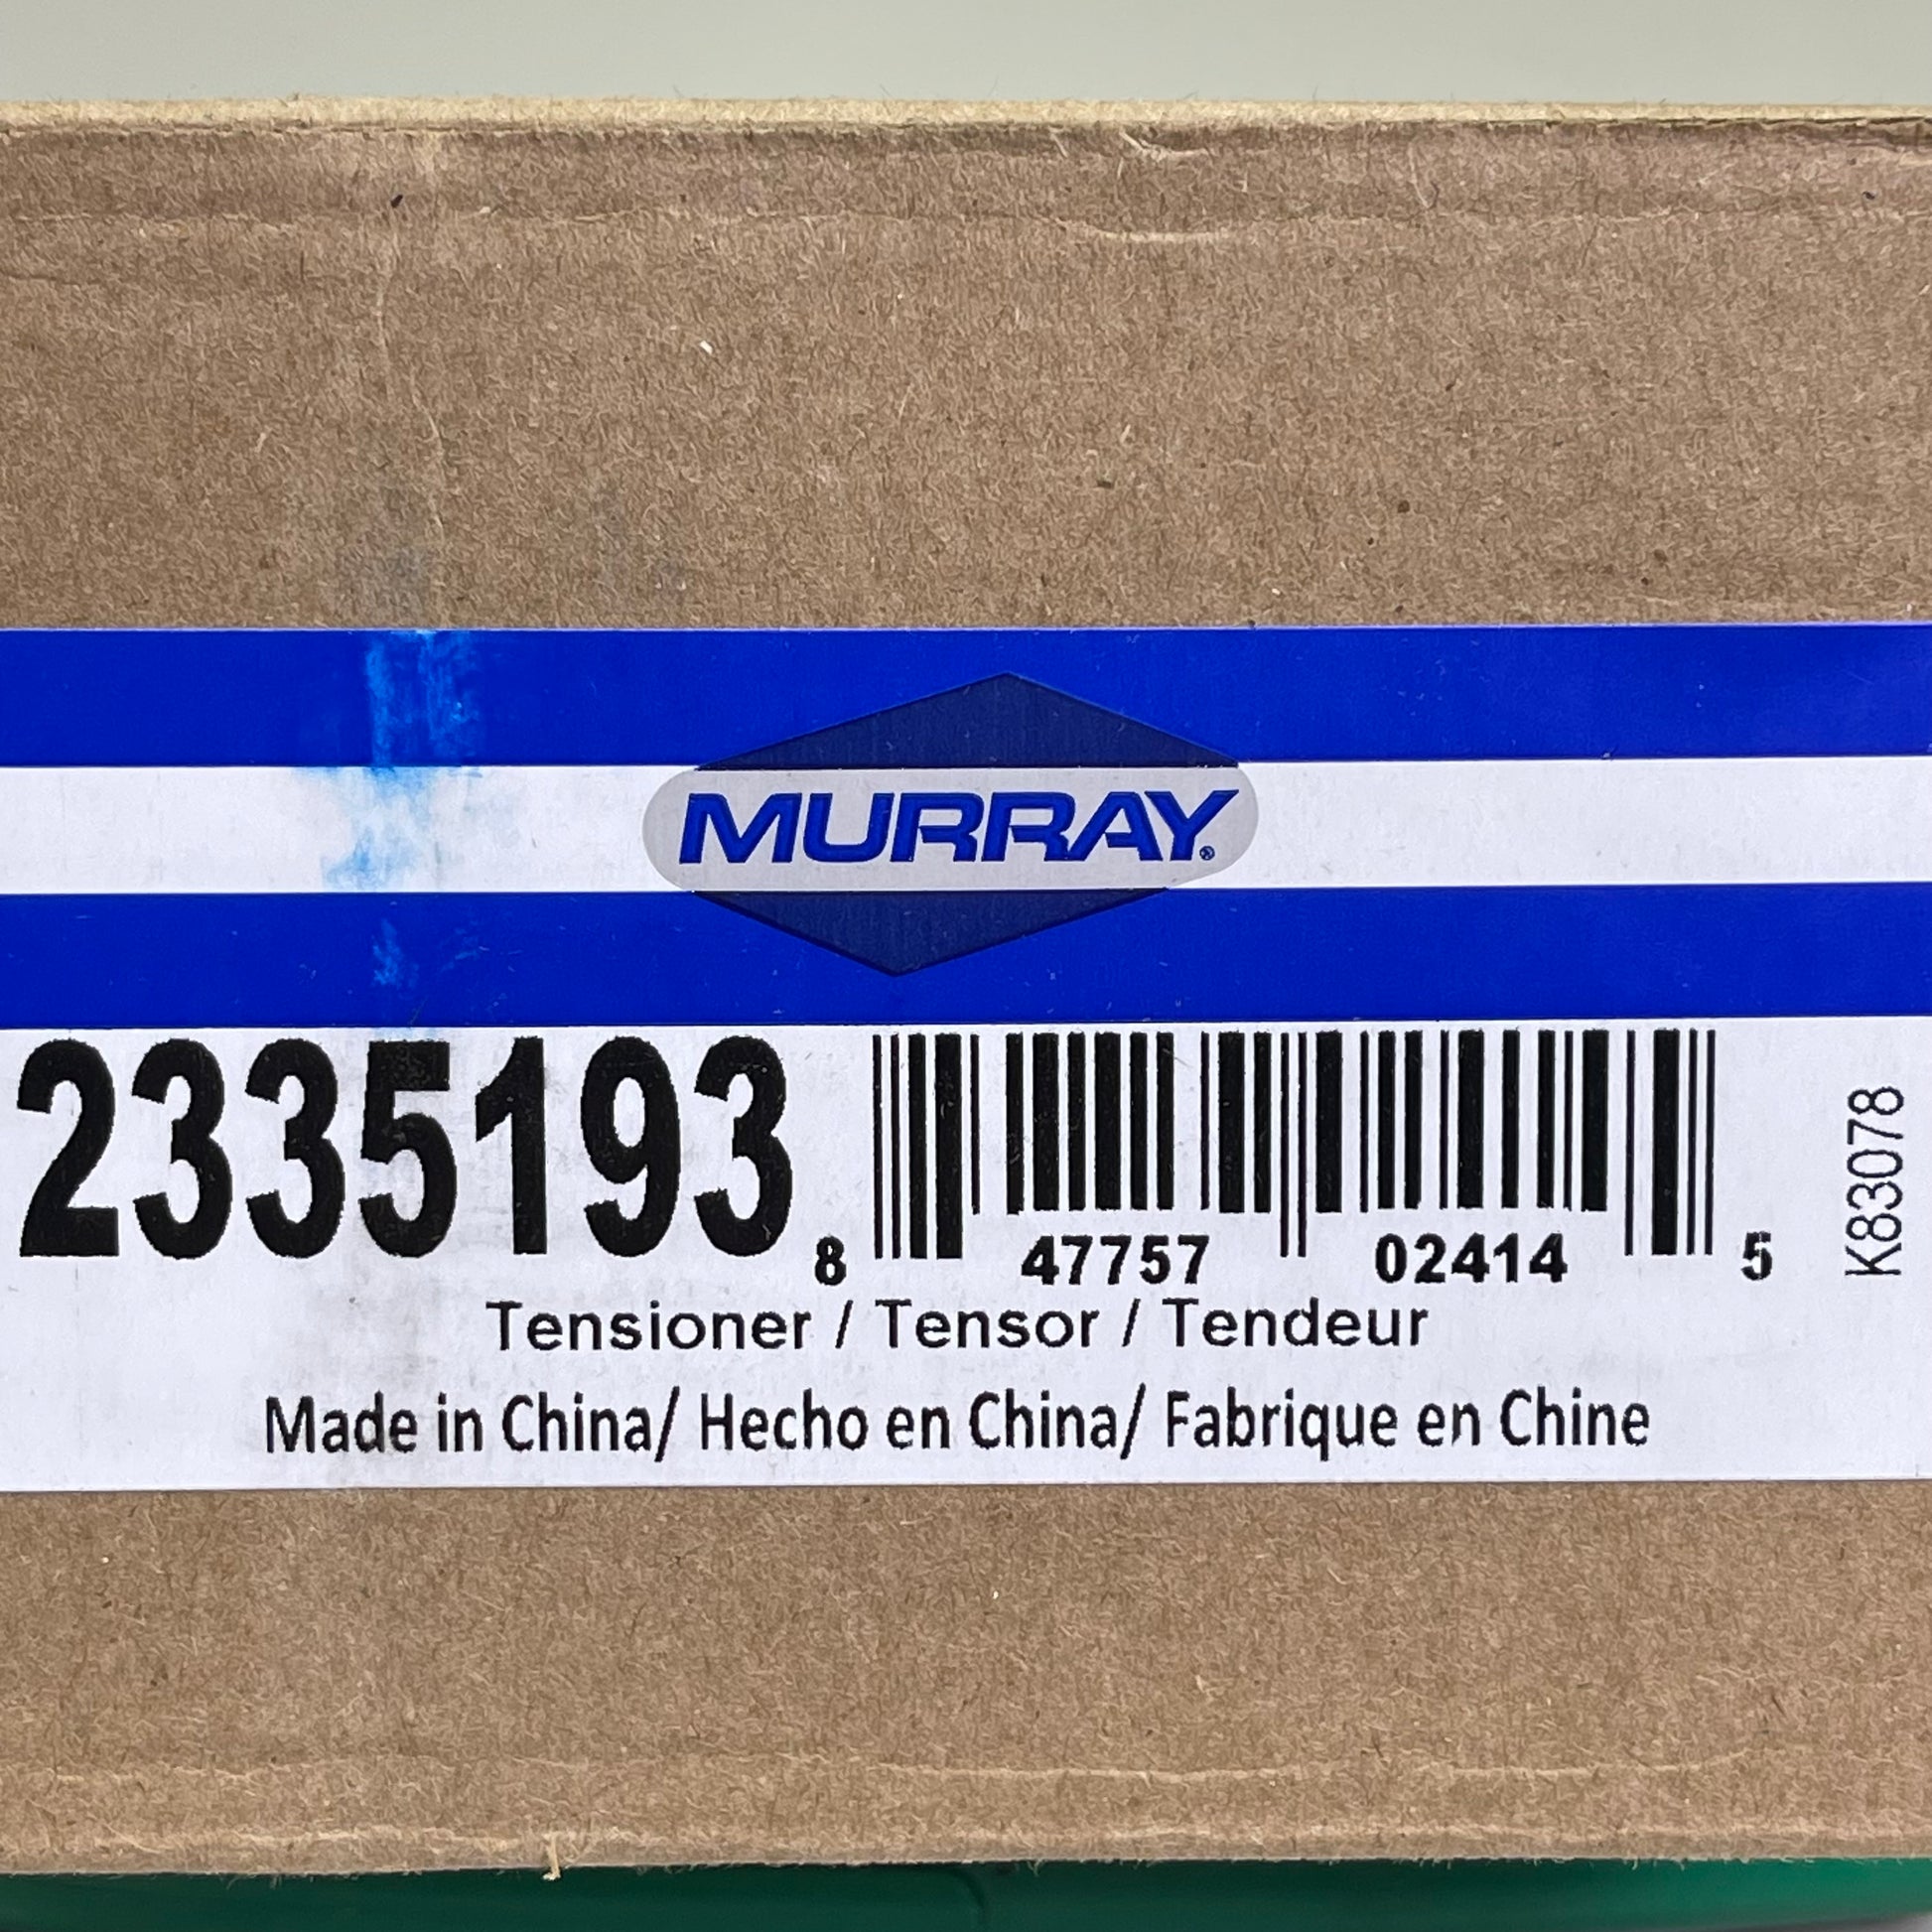 MURRAY®
2335193
8 47757 02414 5
K83078
Tensioner / Tensor / Tendeur
Made in China/ Hecho en China/ Fabrique en Chine